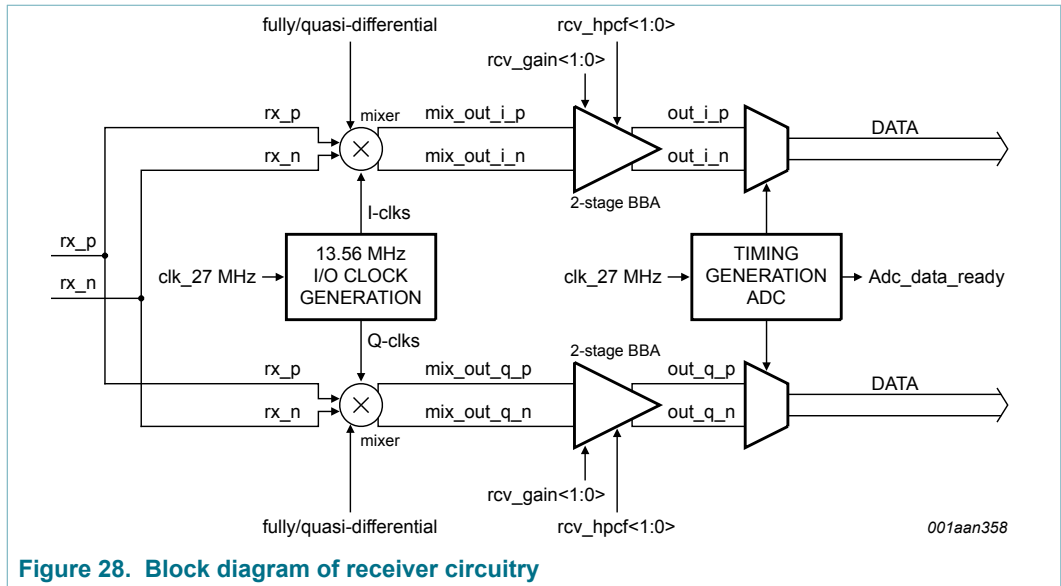 fully/quasi-differential
rcv_hpcf<1:0>
rcv_gain<1:0>
rx_p
mixer
mix_out_i_p
out_i_p
DATA
rx_n
mix_out_i_n
out_i_n
2-stage BBA
I-clks
rx_p
rx_n
clk_27 MHz
13.56 MHz
I/O CLOCK
GENERATION
clk_27 MHz
TIMING
GENERATION
ADC
Adc_data_ready
Q-clks
2-stage BBA
rx_p
mix_out_q_p
out_q_p
DATA
rx_n
mixer
mix_out_q_n
out_q_n
rcv_gain<1:0>
fully/quasi-differential
rcv_hpcf<1:0>
001aan358
Figure 28. Block diagram of receiver circuitry